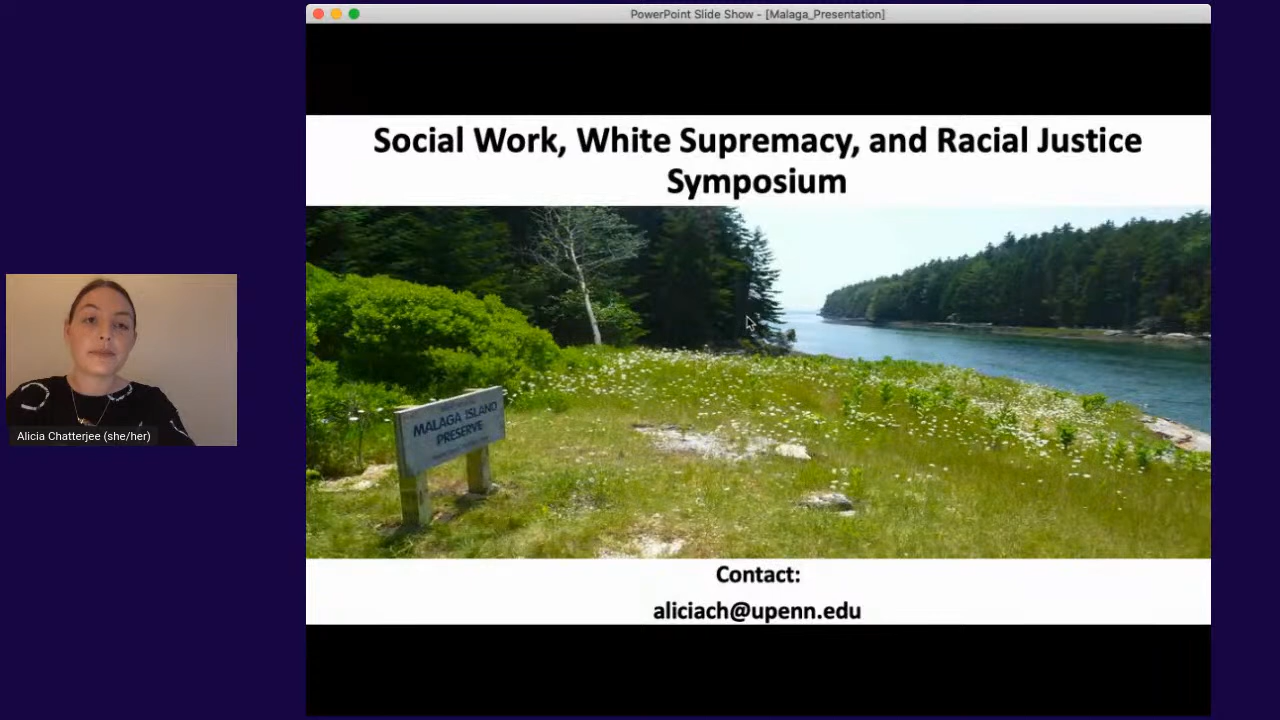 PowerPoint Slide Show - [Malaga_Presentation]
Social Work, White Supremacy, and Racial Justice
Symposium
MALAGA ISLAND
PRESERVE
Alicia Chatterjee (she/her)
Contact:
aliciach@upenn.edu